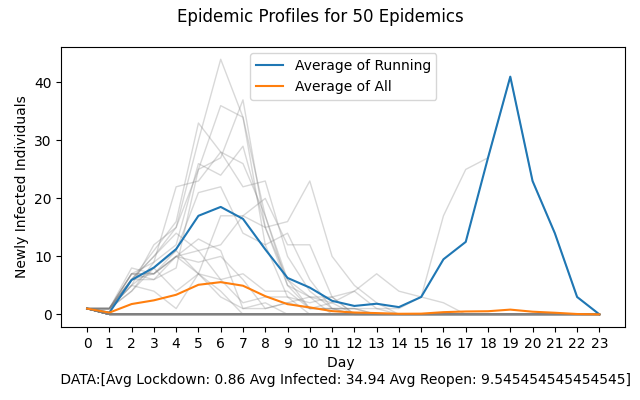 Epidemic Profiles for 50 Epidemics
Average of Running
Average of All
Newly Infected Individuals
40
30
20
10
0
0 1 2 3 4 5 6 7 8 9 10 11 12 13 14 15 16 17 18 19 20 21 22 23
Day
DATA:[Avg Lockdown: 0.86 Avg Infected: 34.94 Avg Reopen: 9.545454545454545]